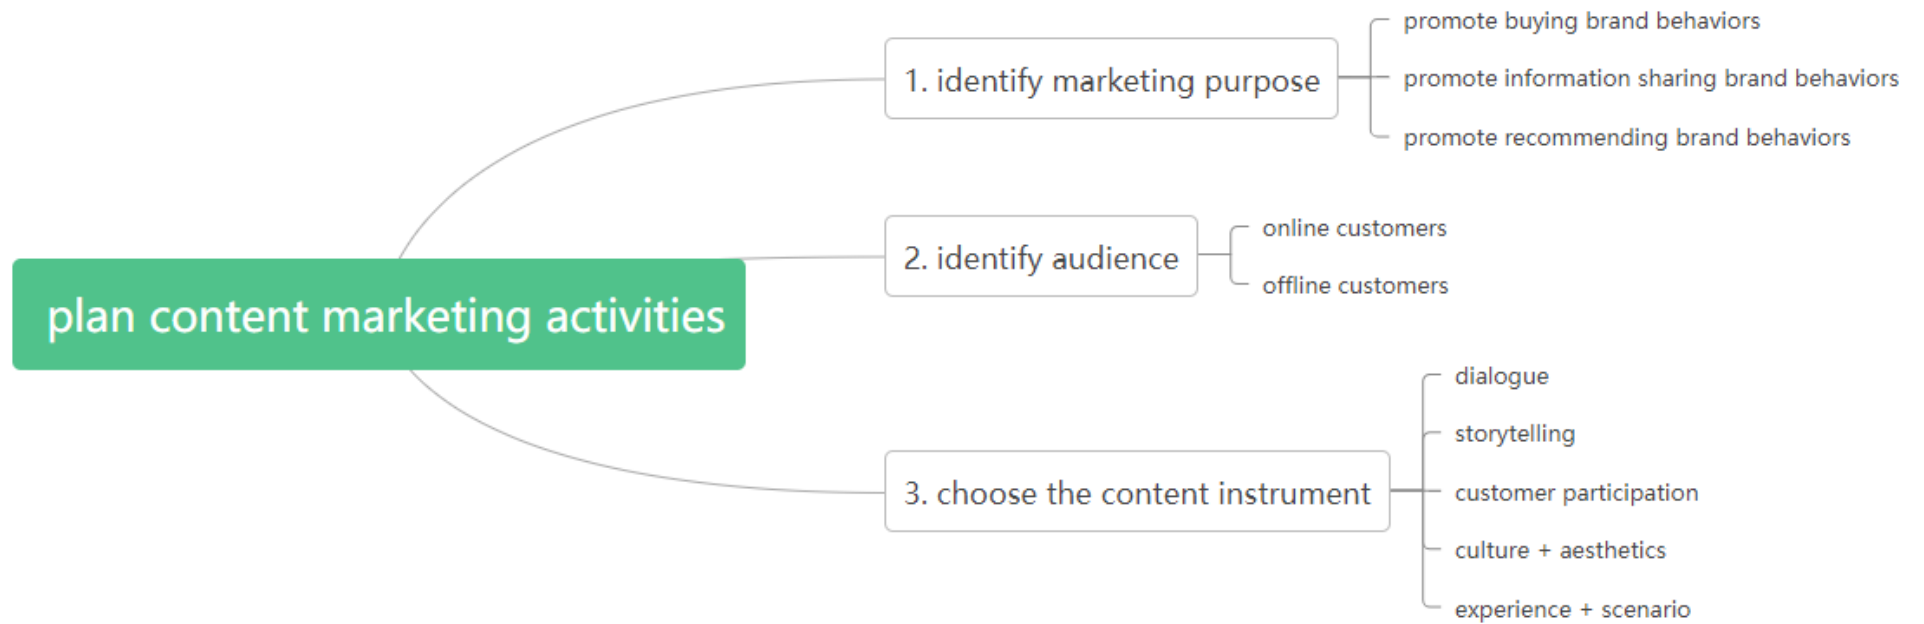 plan content marketing activities
1. identify marketing purpose
promote buying brand behaviors
promote information sharing brand behaviors
promote recommending brand behaviors
2. identify audience
online customers
offline customers
3. choose the content instrument
dialogue
storytelling
customer participation
culture + aesthetics
experience + scenario